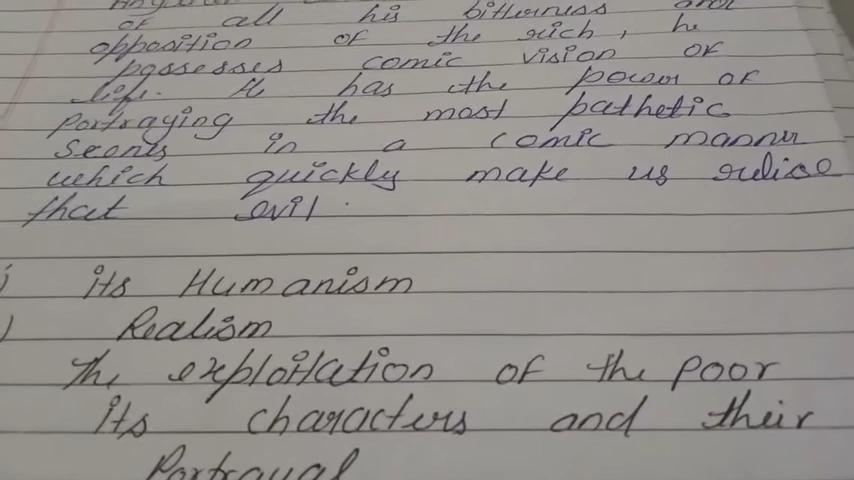 of all his bitterness and
opposition of the rich, he
possesses comic vision of
life. He has the power of
Portraying the most pathetic
Seonts in a comic manner
which quickly make us relise
that evil.
its Humanism
Realism
The exploitation of the poor
its characters and their
Portrayal